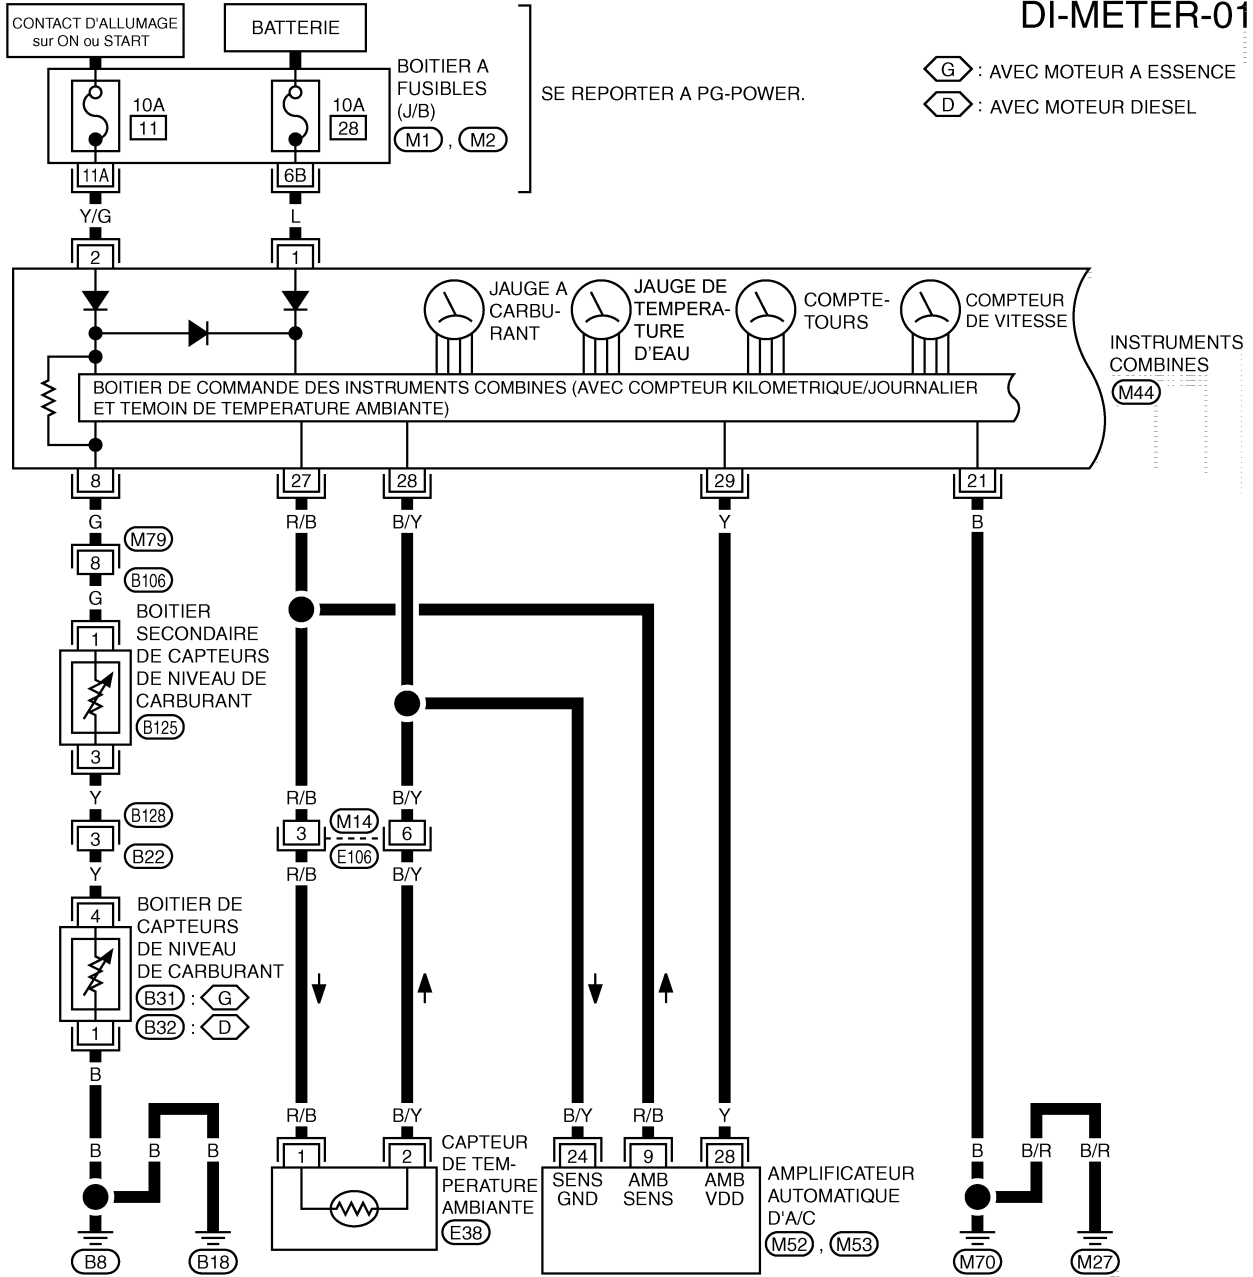 DI-METER-01
CONTACT D'ALLUMAGE
sur ON ou START
BATTERIE
G : AVEC MOTEUR A ESSENCE
D : AVEC MOTEUR DIESEL
10A
11
10A
28
BOITIER A
FUSIBLES
(J/B)
M1 , M2
SE REPORTER A PG-POWER.
11A
6B
Y/G
L
2
1
JAUGE A
CARBU-
RANT
JAUGE DE
TEMPERA-
TURE
D'EAU
COMPTE-
TOURS
COMPTEUR
DE VITESSE
INSTRUMENTS
COMBINES
M44
BOITIER DE COMMANDE DES INSTRUMENTS COMBINES (AVEC COMPTEUR KILOMETRIQUE/JOURNALIER
ET TEMOIN DE TEMPERATURE AMBIANTE)
8
27
28
29
21
G
R/B
B/Y
Y
B
M79
8
B106
G
BOITIER
SECONDAIRE
DE CAPTEURS
DE NIVEAU DE
CARBURANT
B125
1
3
Y
B128
3
B22
Y
R/B
B/Y
3
M14
E106
6
R/B
B/Y
4
BOITIER DE
CAPTEURS
DE NIVEAU
DE CARBURANT
B31 : G
B32 : D
1
B
R/B
B/Y
B/Y
R/B
Y
B
B
B
B
B/R
B/R
1
2
CAPTEUR
DE TEM-
PERATURE
AMBIANTE
E38
24
9
28
SENS
GND
AMB
SENS
AMB
VDD
AMPLIFICATEUR
AUTOMATIQUE
D'A/C
M52 , M53
B8
B18
M70
M27